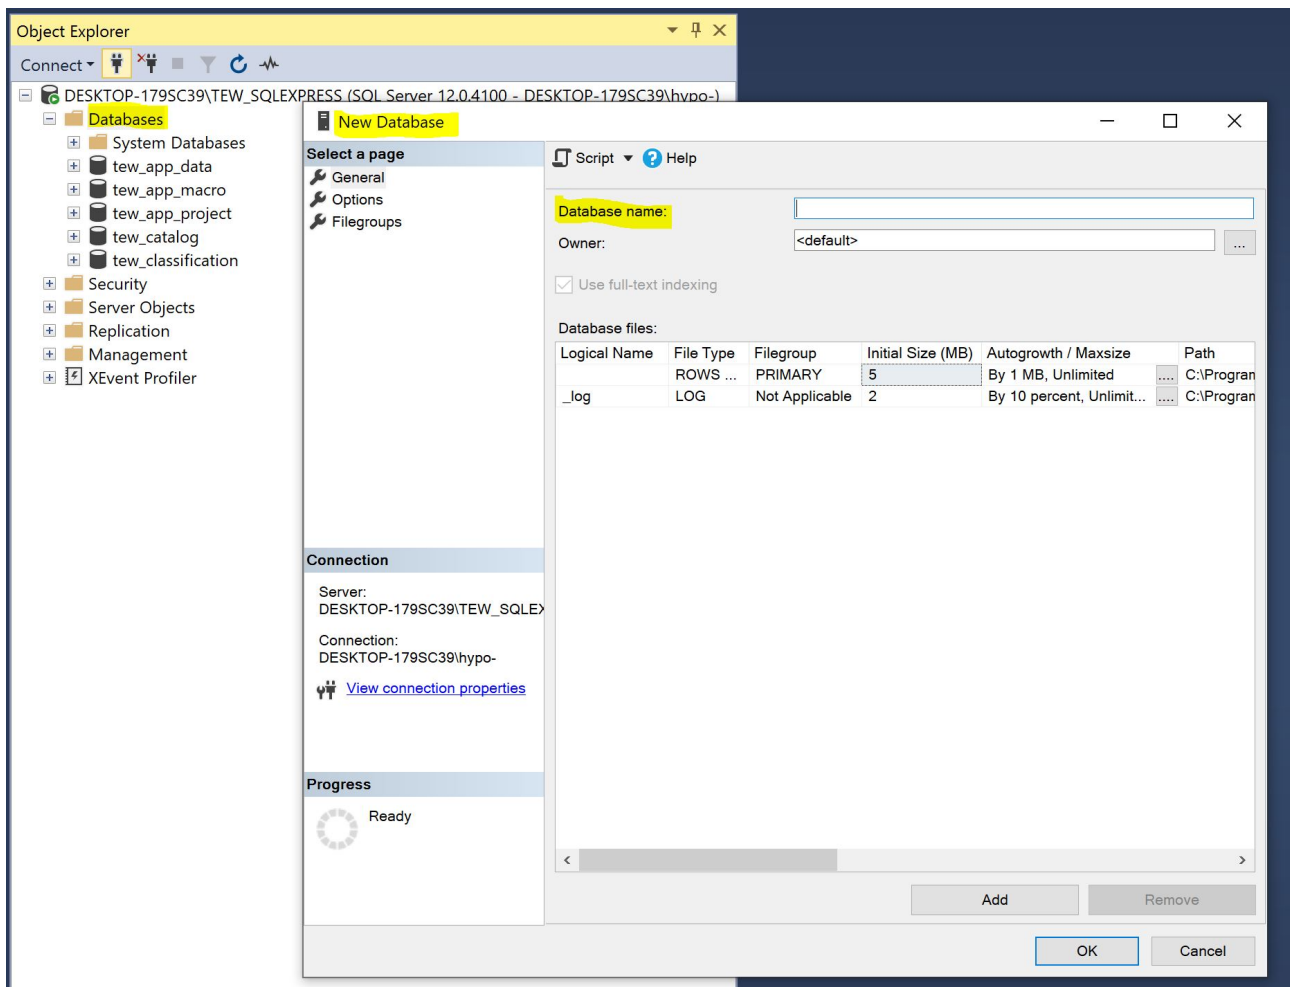 Object Explorer
Connect
DESKTOP-179SC39\TEW_SQLEXPRESS (SQL Server 12.0.4100 - DESKTOP-179SC39\hypo-)
Databases
System Databases
tew_app_data
tew_app_macro
tew_app_project
tew_catalog
tew_classification
Security
Server Objects
Replication
Management
XEvent Profiler
New Database
Select a page
General
Options
Filegroups
Connection
Server:
DESKTOP-179SC39\TEW_SQLEX
Connection:
DESKTOP-179SC39\hypo-
View connection properties
Progress
Ready
Script Help
Database name:
Owner: <default> ...
Use full-text indexing
Database files:
Logical Name File Type Filegroup Initial Size (MB) Autogrowth / Maxsize Path
ROWS ... PRIMARY 5 By 1 MB, Unlimited .... C:\Program
_log LOG Not Applicable 2 By 10 percent, Unlimit... .... C:\Program
Add Remove
OK Cancel